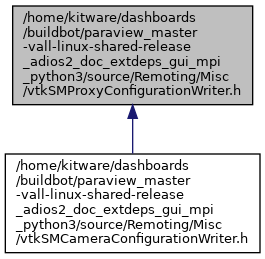 /home/kitware/dashboards
/buildbot/paraview_master
-vall-linux-shared-release
_adios2_doc_extdeps_gui_mpi
_python3/source/Remoting/Misc
/vtkSMProxyConfigurationWriter.h
/home/kitware/dashboards
/buildbot/paraview_master
-vall-linux-shared-release
_adios2_doc_extdeps_gui_mpi
_python3/source/Remoting/Misc
/vtkSMCameraConfigurationWriter.h